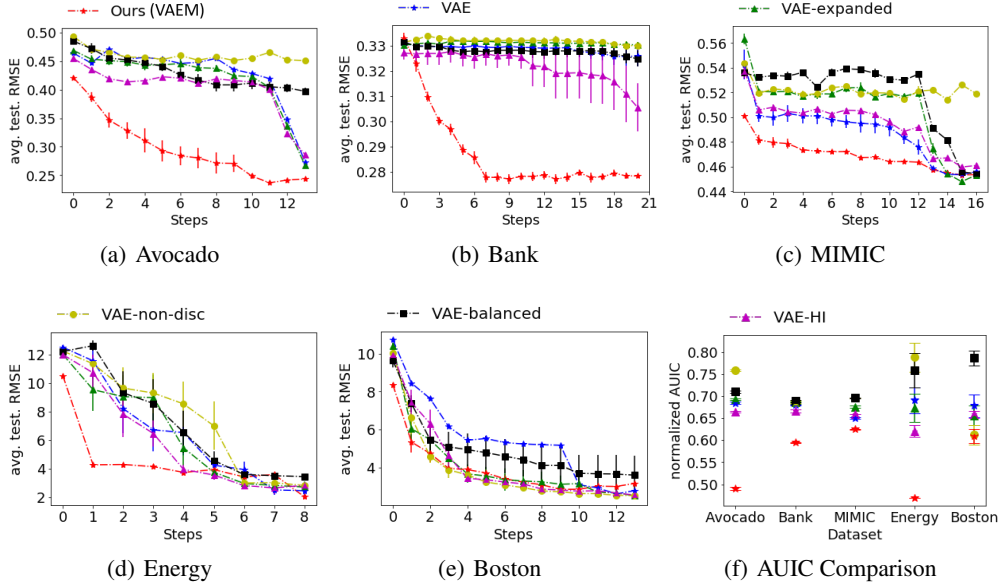 Ours (VAEM)
VAE
VAE-expanded
avg. test. RMSE
0.50
0.45
0.40
0.35
0.30
0.25
0 2 4 6 8 10 12
Steps
(a) Avocado
avg. test. RMSE
0.33
0.32
0.31
0.30
0.29
0.28
0 3 6 9 12 15 18 21
Steps
(b) Bank
avg. test. RMSE
0.56
0.54
0.52
0.50
0.48
0.46
0.44
0 2 4 6 8 10 12 14 16
Steps
(c) MIMIC
VAE-non-disc
VAE-balanced
VAE-HI
avg. test. RMSE
12
10
8
6
4
2
0 1 2 3 4 5 6 7 8
Steps
(d) Energy
avg. test. RMSE
10
8
6
4
0 2 4 6 8 10 12
Steps
(e) Boston
normalized AUIC
0.80
0.75
0.70
0.65
0.60
0.55
0.50
Avocado Bank MIMIC Energy Boston
Dataset
(f) AUIC Comparison